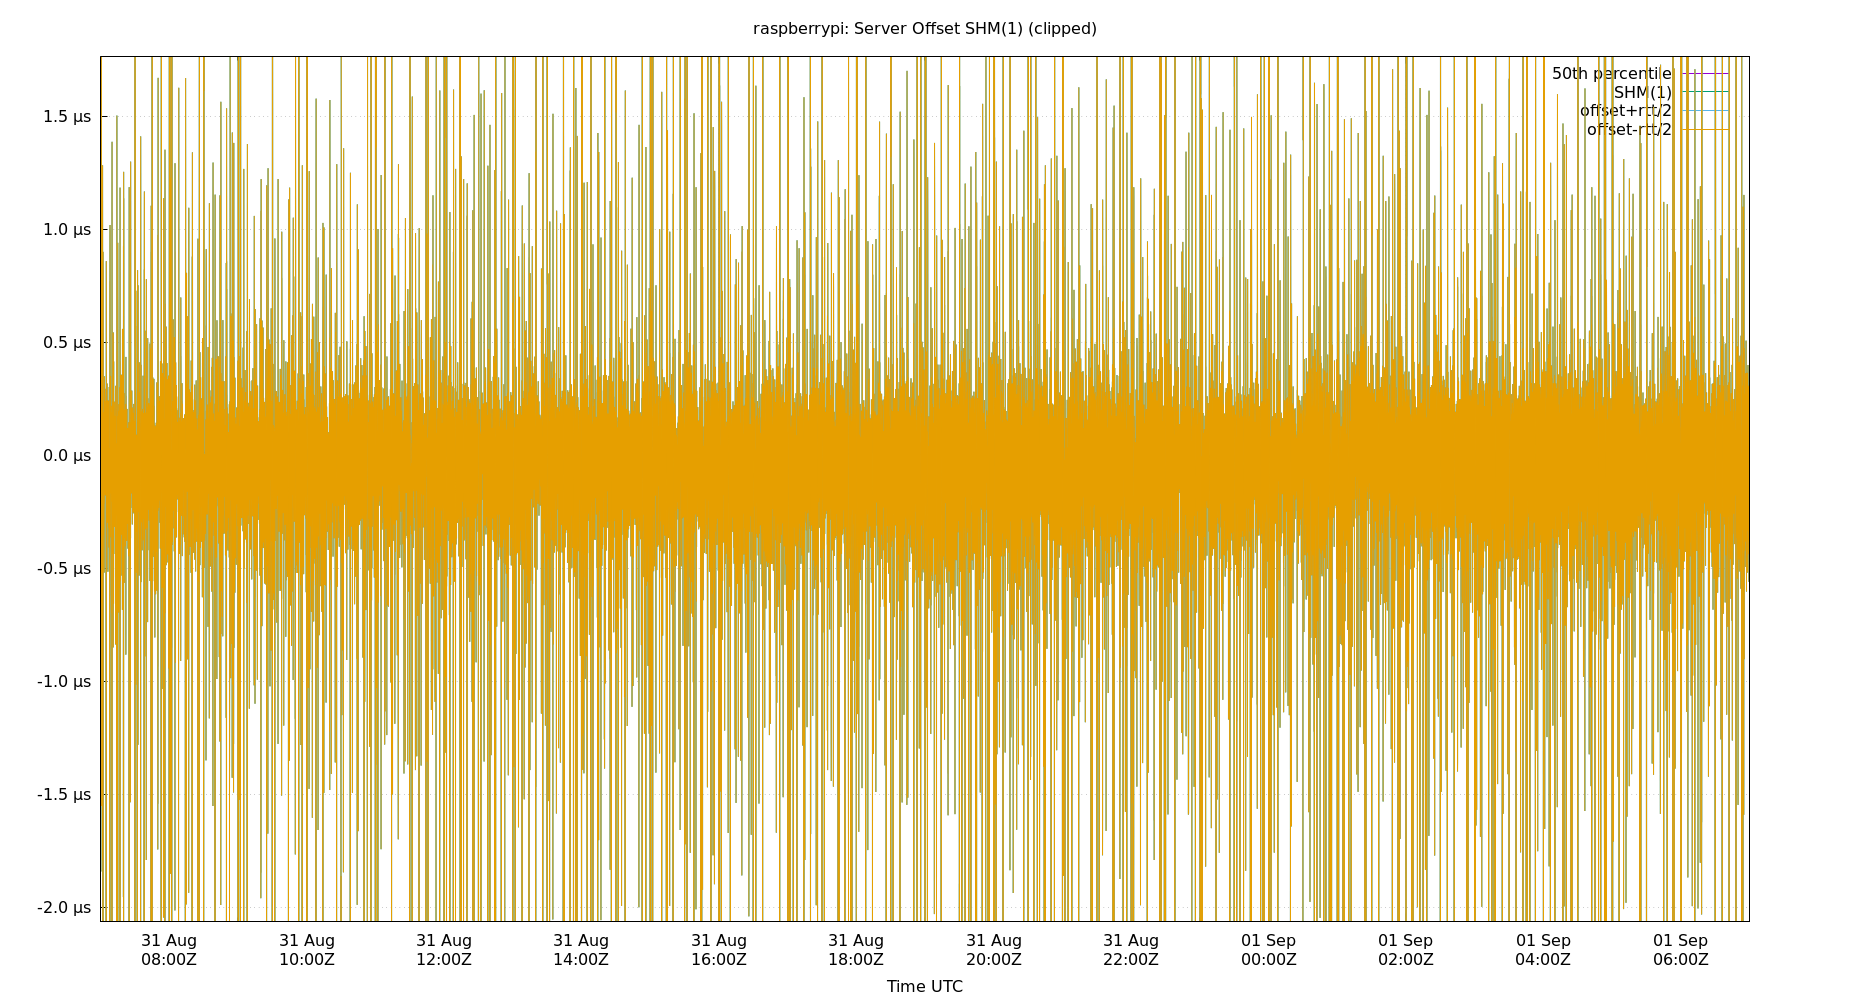 raspberrypi: Server Offset SHM(1) (clipped)
50th percentile
SHM(1)
offset+rtt/2
offset-rtt/2
1.5 µs
1.0 µs
0.5 µs
0.0 µs
-0.5 µs
-1.0 µs
-1.5 µs
-2.0 µs
31 Aug 31 Aug 31 Aug 31 Aug 31 Aug 31 Aug 31 Aug 31 Aug 01 Sep 01 Sep 01 Sep 01 Sep
08:00Z 10:00Z 12:00Z 14:00Z 16:00Z 18:00Z 20:00Z 22:00Z 00:00Z 02:00Z 04:00Z 06:00Z
Time UTC